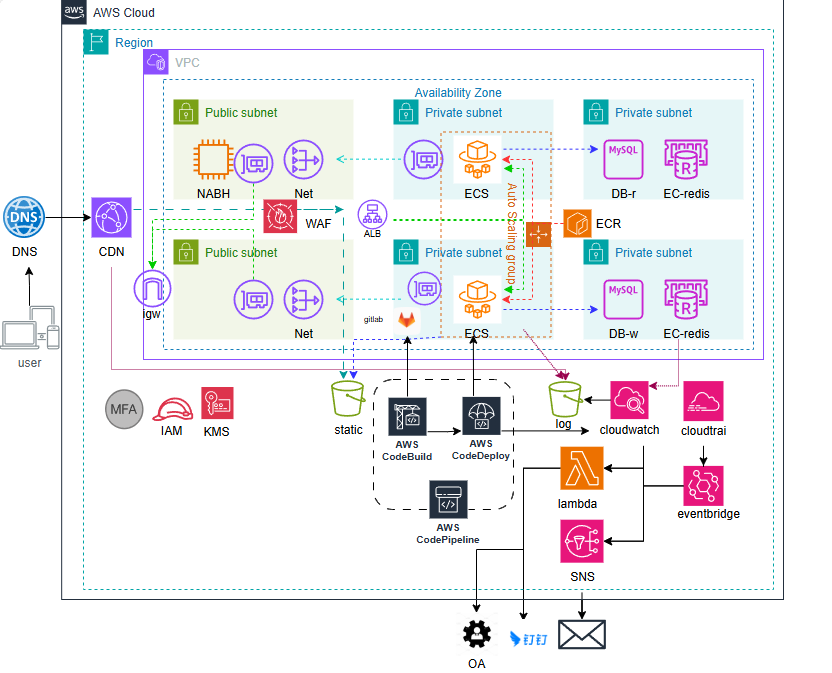 aws
AWS Cloud
Region
VPC
Availability Zone
Public subnet
Private subnet
Private subnet
MySQL
R
NABH
Net
ECS
DB-r
EC-redis
DNS
DNS
CDN
WAF
ALB
Auto Scaling group
ECR
Public subnet
Private subnet
Private subnet
MySQL
R
igw
Net
gitlab
ECS
DB-w
EC-redis
user
MFA
IAM
KMS
static
AWS
CodeBuild
AWS
CodeDeploy
log
cloudwatch
cloudtrai
AWS
CodePipeline
lambda
eventbridge
SNS
OA
钉钉